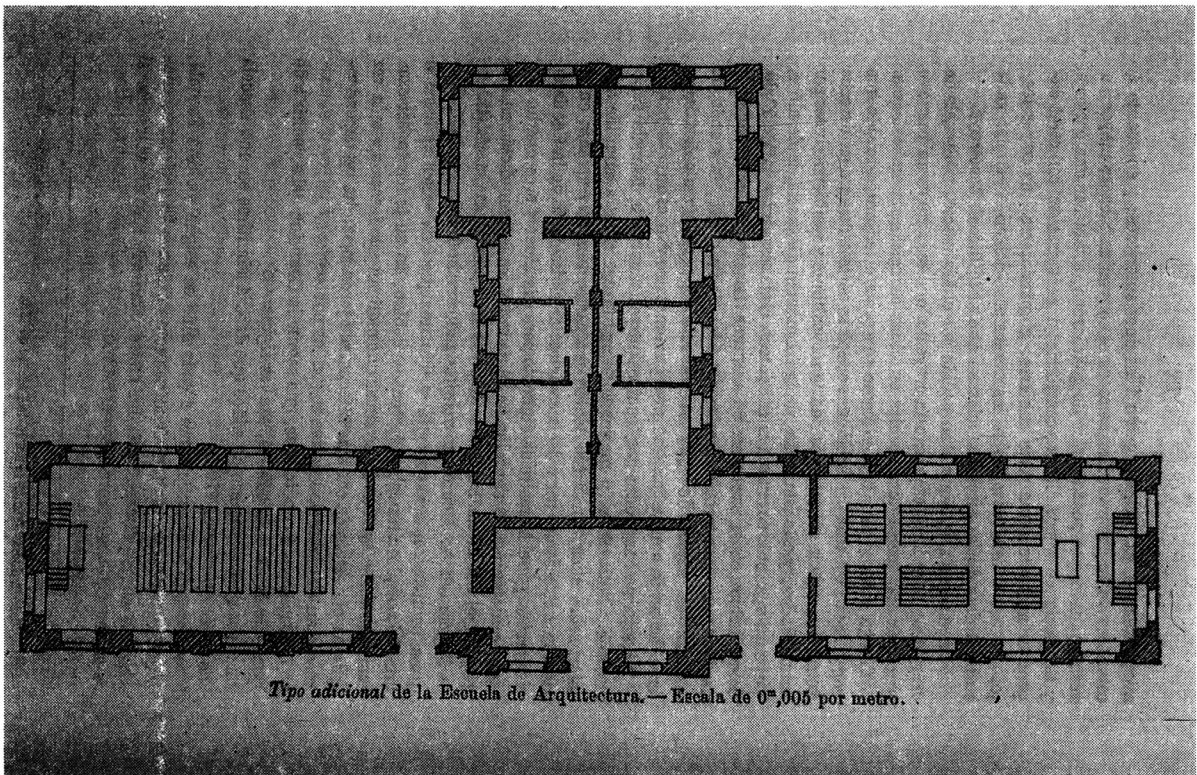 Tipo adicional de la Escuela de Arquitectura.— Escala de 0ᵐ,005 por metro.